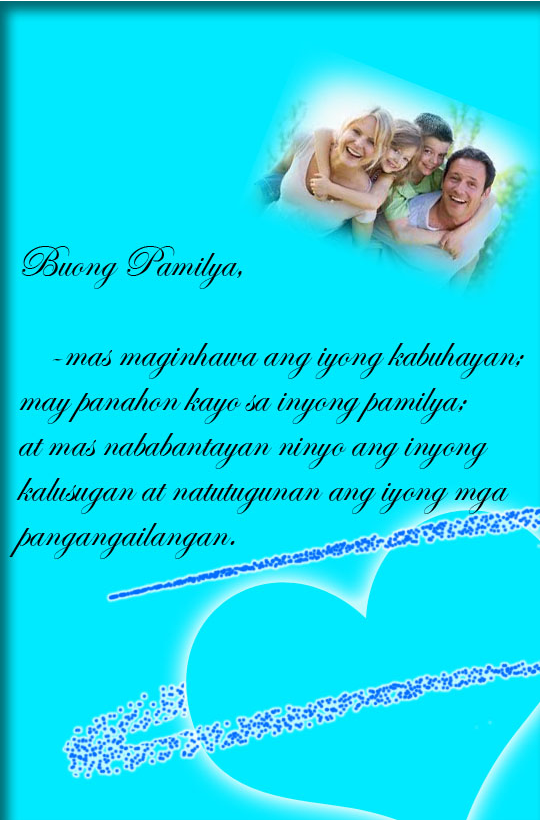 Buong Pamilya,
-mas maginhawa ang iyong kabuhayan;
may panahon kayo sa inyong pamilya;
at mas nababantayan ninyo ang inyong
kalusugan at natutugunan ang iyong mga
pangangailangan.